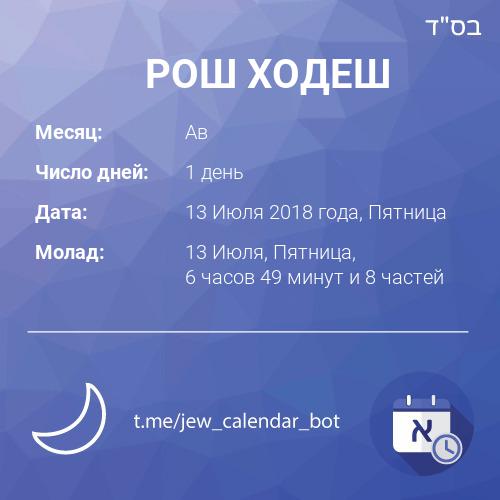 בס"ד
РОШ ХОДЕШ
Месяц: Ав
Число дней: 1 день
Дата: 13 Июля 2018 года, Пятница
Молад: 13 Июля, Пятница,
6 часов 49 минут и 8 частей
t.me/jew_calendar_bot
א